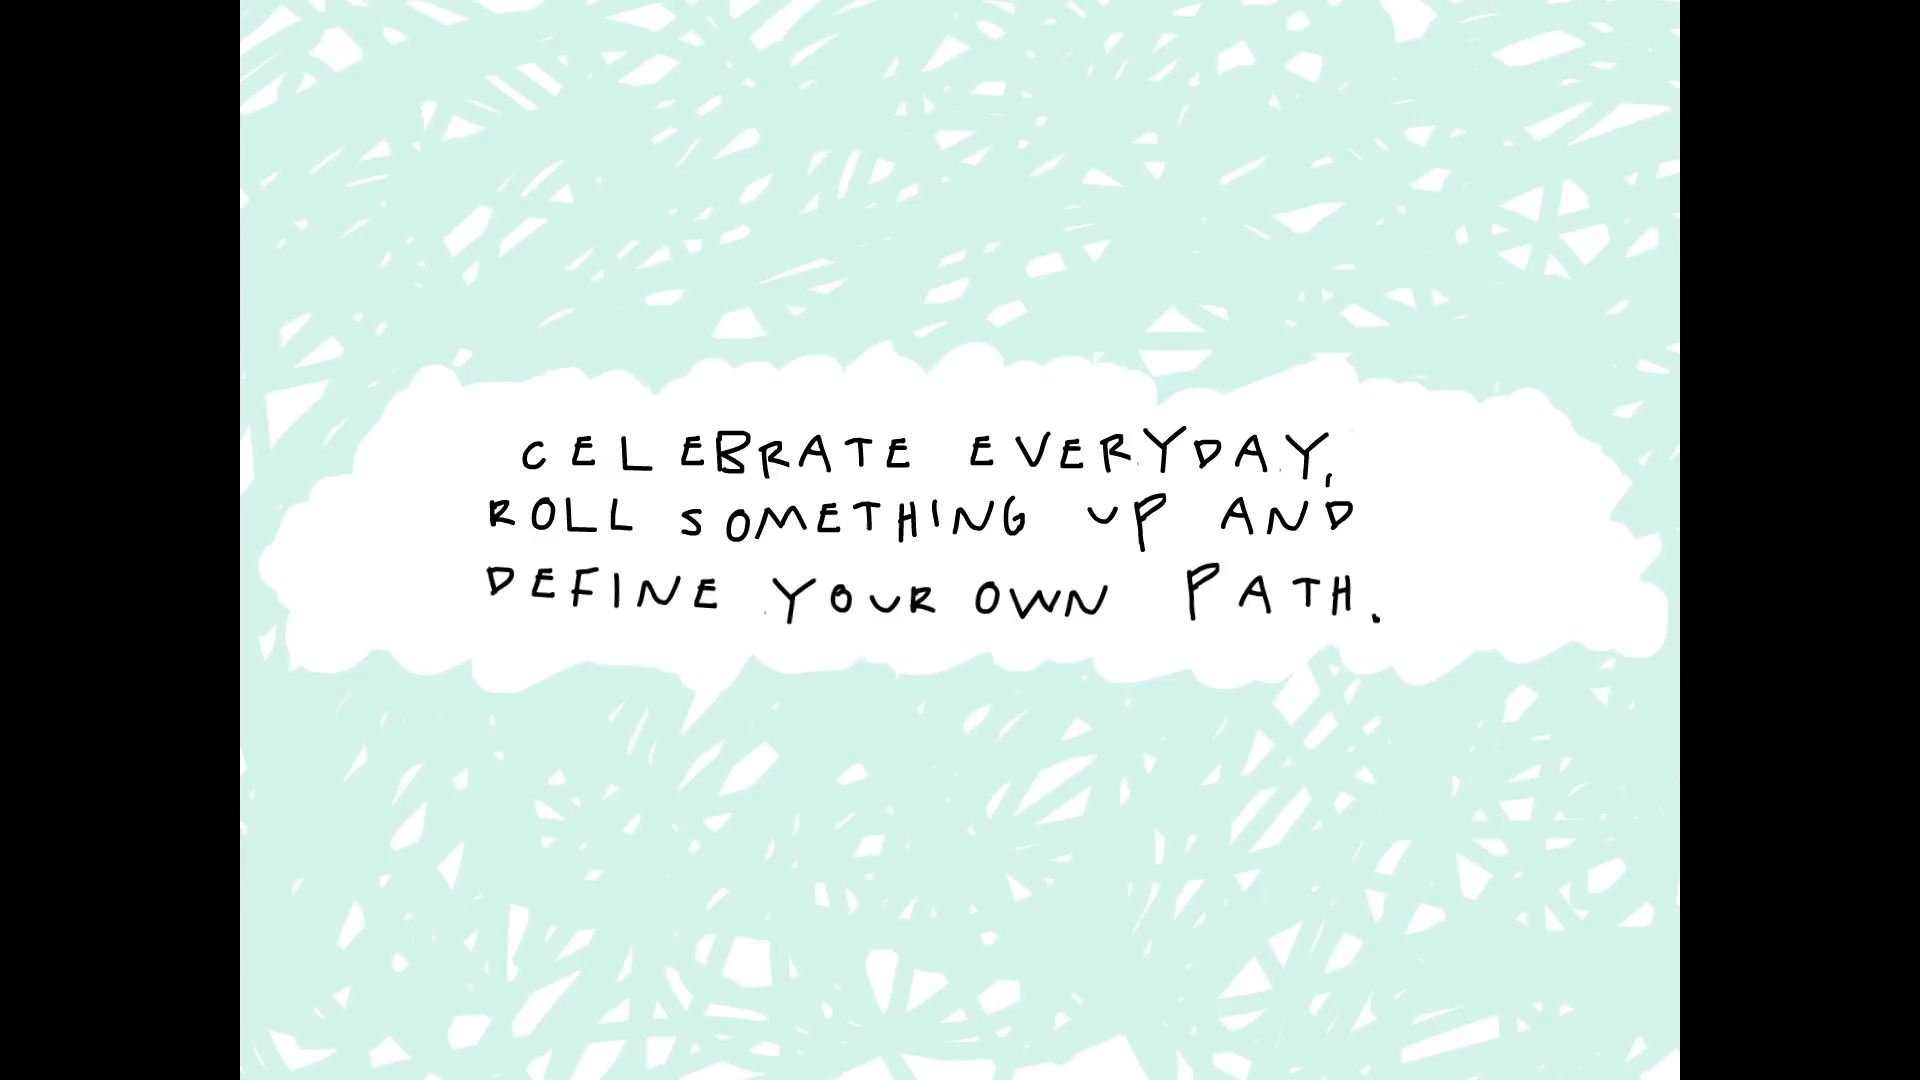 CELEBRATE EVERYDAY,
ROLL SOMETHING UP AND
DEFINE YOUR OWN PATH.